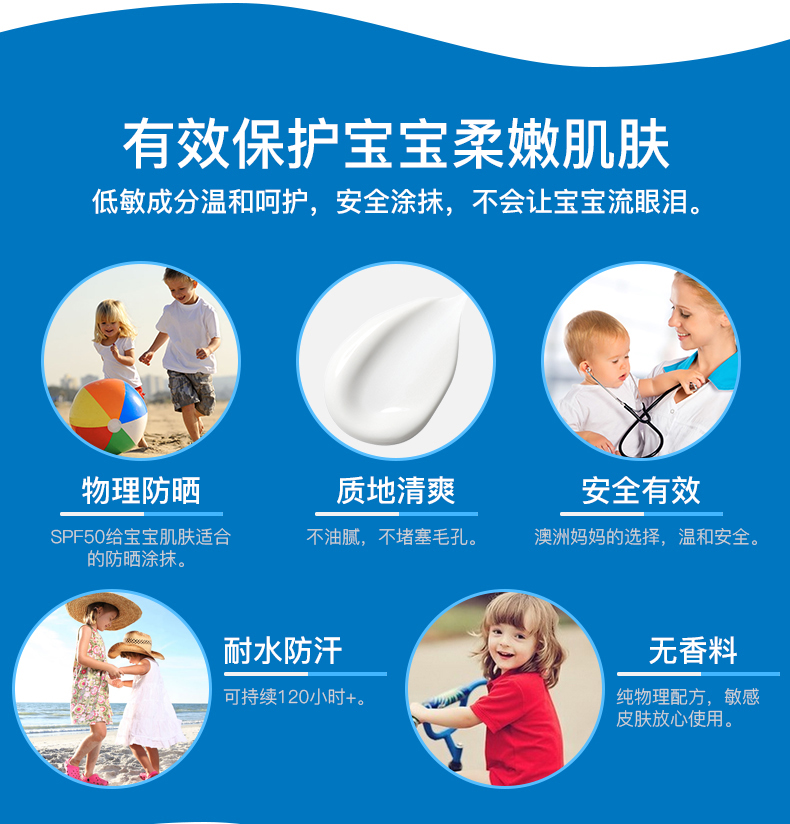 有效保护宝宝柔嫩肌肤
低敏成分温和呵护，安全涂抹，不会让宝宝流眼泪。
物理防晒
SPF50给宝宝肌肤适合
的防晒涂抹。
质地清爽
不油腻，不堵塞毛孔。
安全有效
澳洲妈妈的选择，温和安全。
耐水防汗
可持续120小时+。
无香料
纯物理配方，敏感
皮肤放心使用。